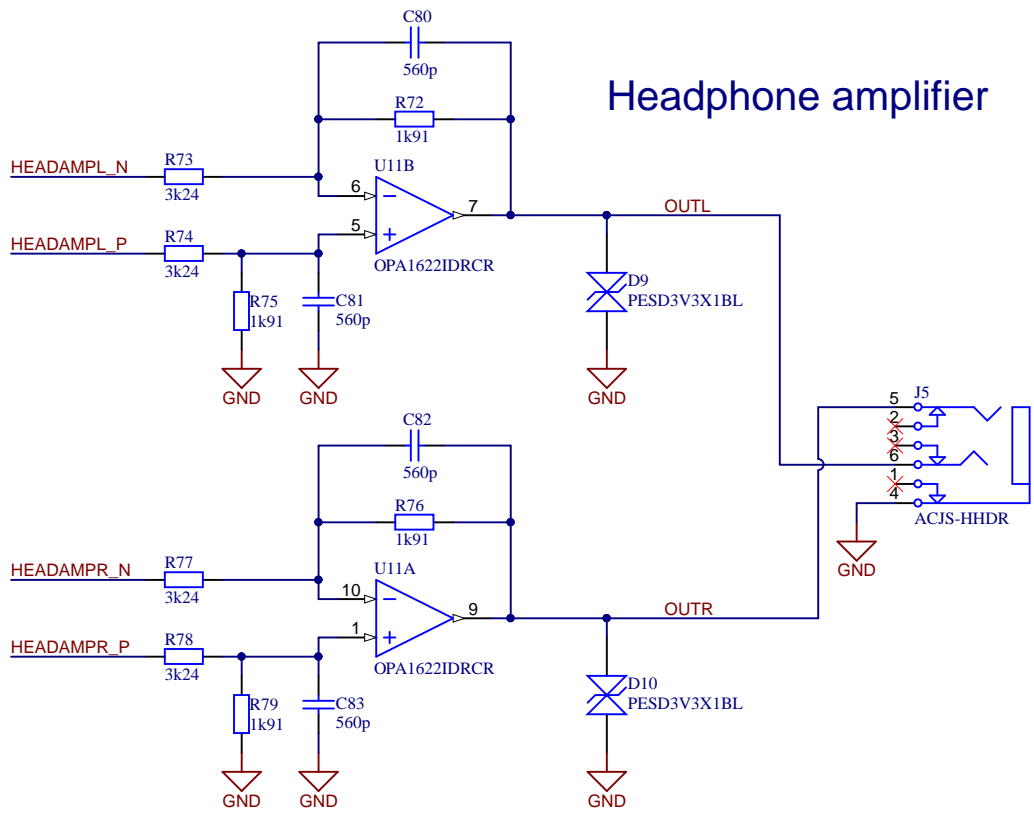 Headphone amplifier
C80
560p
R72
1k91
HEADAMPL_N
R73
3k24
U11B
6
5
7
OPA1622IDRCR
HEADAMPL_P
R74
3k24
R75
1k91
C81
560p
GND
GND
OUTL
D9
PESD3V3X1BL
GND
J5
5
2
3
6
1
4
ACJS-HHDR
GND
C82
560p
R76
1k91
HEADAMPR_N
R77
3k24
U11A
10
1
9
OPA1622IDRCR
HEADAMPR_P
R78
3k24
R79
1k91
C83
560p
GND
GND
OUTR
D10
PESD3V3X1BL
GND